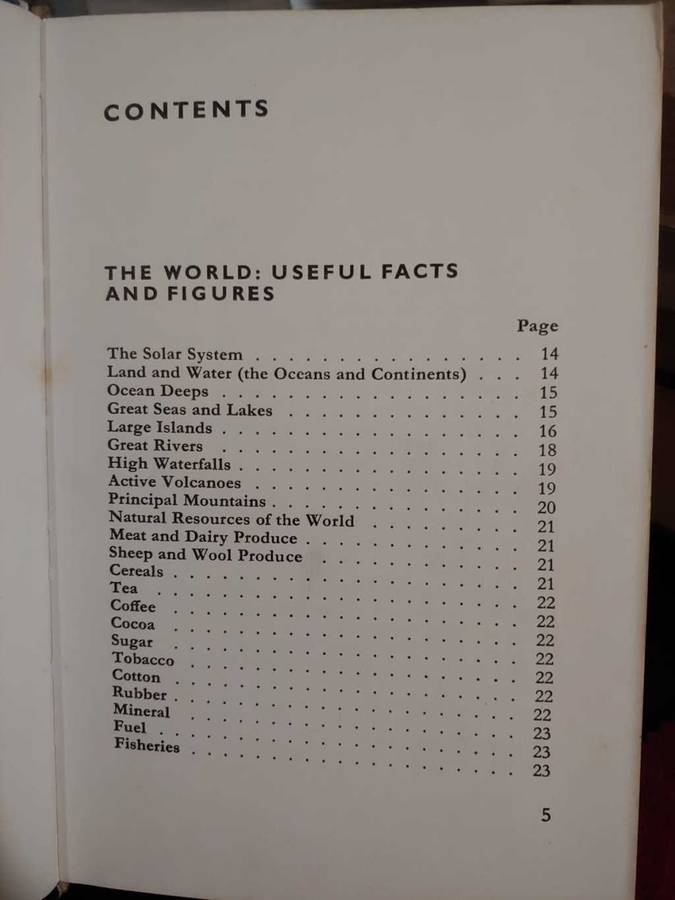 CONTENTS
THE WORLD: USEFUL FACTS
AND FIGURES
Page
The Solar System . . . . . . . . . . . . . . . . 14
Land and Water (the Oceans and Continents) . . . 14
Ocean Deeps . . . . . . . . . . . . . . . . . . 15
Great Seas and Lakes . . . . . . . . . . . . . . 15
Large Islands . . . . . . . . . . . . . . . . . . 16
Great Rivers . . . . . . . . . . . . . . . . . . 18
High Waterfalls . . . . . . . . . . . . . . . . . 19
Active Volcanoes . . . . . . . . . . . . . . . . 19
Principal Mountains . . . . . . . . . . . . . . . 20
Natural Resources of the World . . . . . . . . . 21
Meat and Dairy Produce . . . . . . . . . . . . . 21
Sheep and Wool Produce . . . . . . . . . . . . 21
Cereals . . . . . . . . . . . . . . . . . . . . . 21
Tea . . . . . . . . . . . . . . . . . . . . . . 22
Coffee . . . . . . . . . . . . . . . . . . . . . 22
Cocoa . . . . . . . . . . . . . . . . . . . . . 22
Sugar . . . . . . . . . . . . . . . . . . . . . 22
Tobacco . . . . . . . . . . . . . . . . . . . . 22
Cotton . . . . . . . . . . . . . . . . . . . . . 22
Rubber . . . . . . . . . . . . . . . . . . . . . 22
Mineral . . . . . . . . . . . . . . . . . . . . 23
Fuel . . . . . . . . . . . . . . . . . . . . . . 23
Fisheries . . . . . . . . . . . . . . . . . . . . 23
5